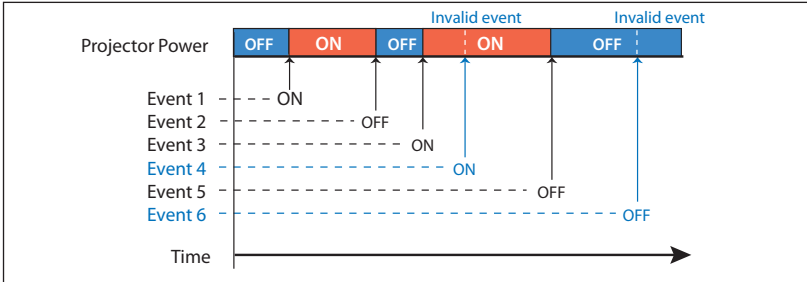 Invalid event Invalid event
Projector Power OFF ON OFF ON OFF
Event 1 ON
Event 2 OFF
Event 3 ON
Event 4 ON
Event 5 OFF
Event 6 OFF
Time